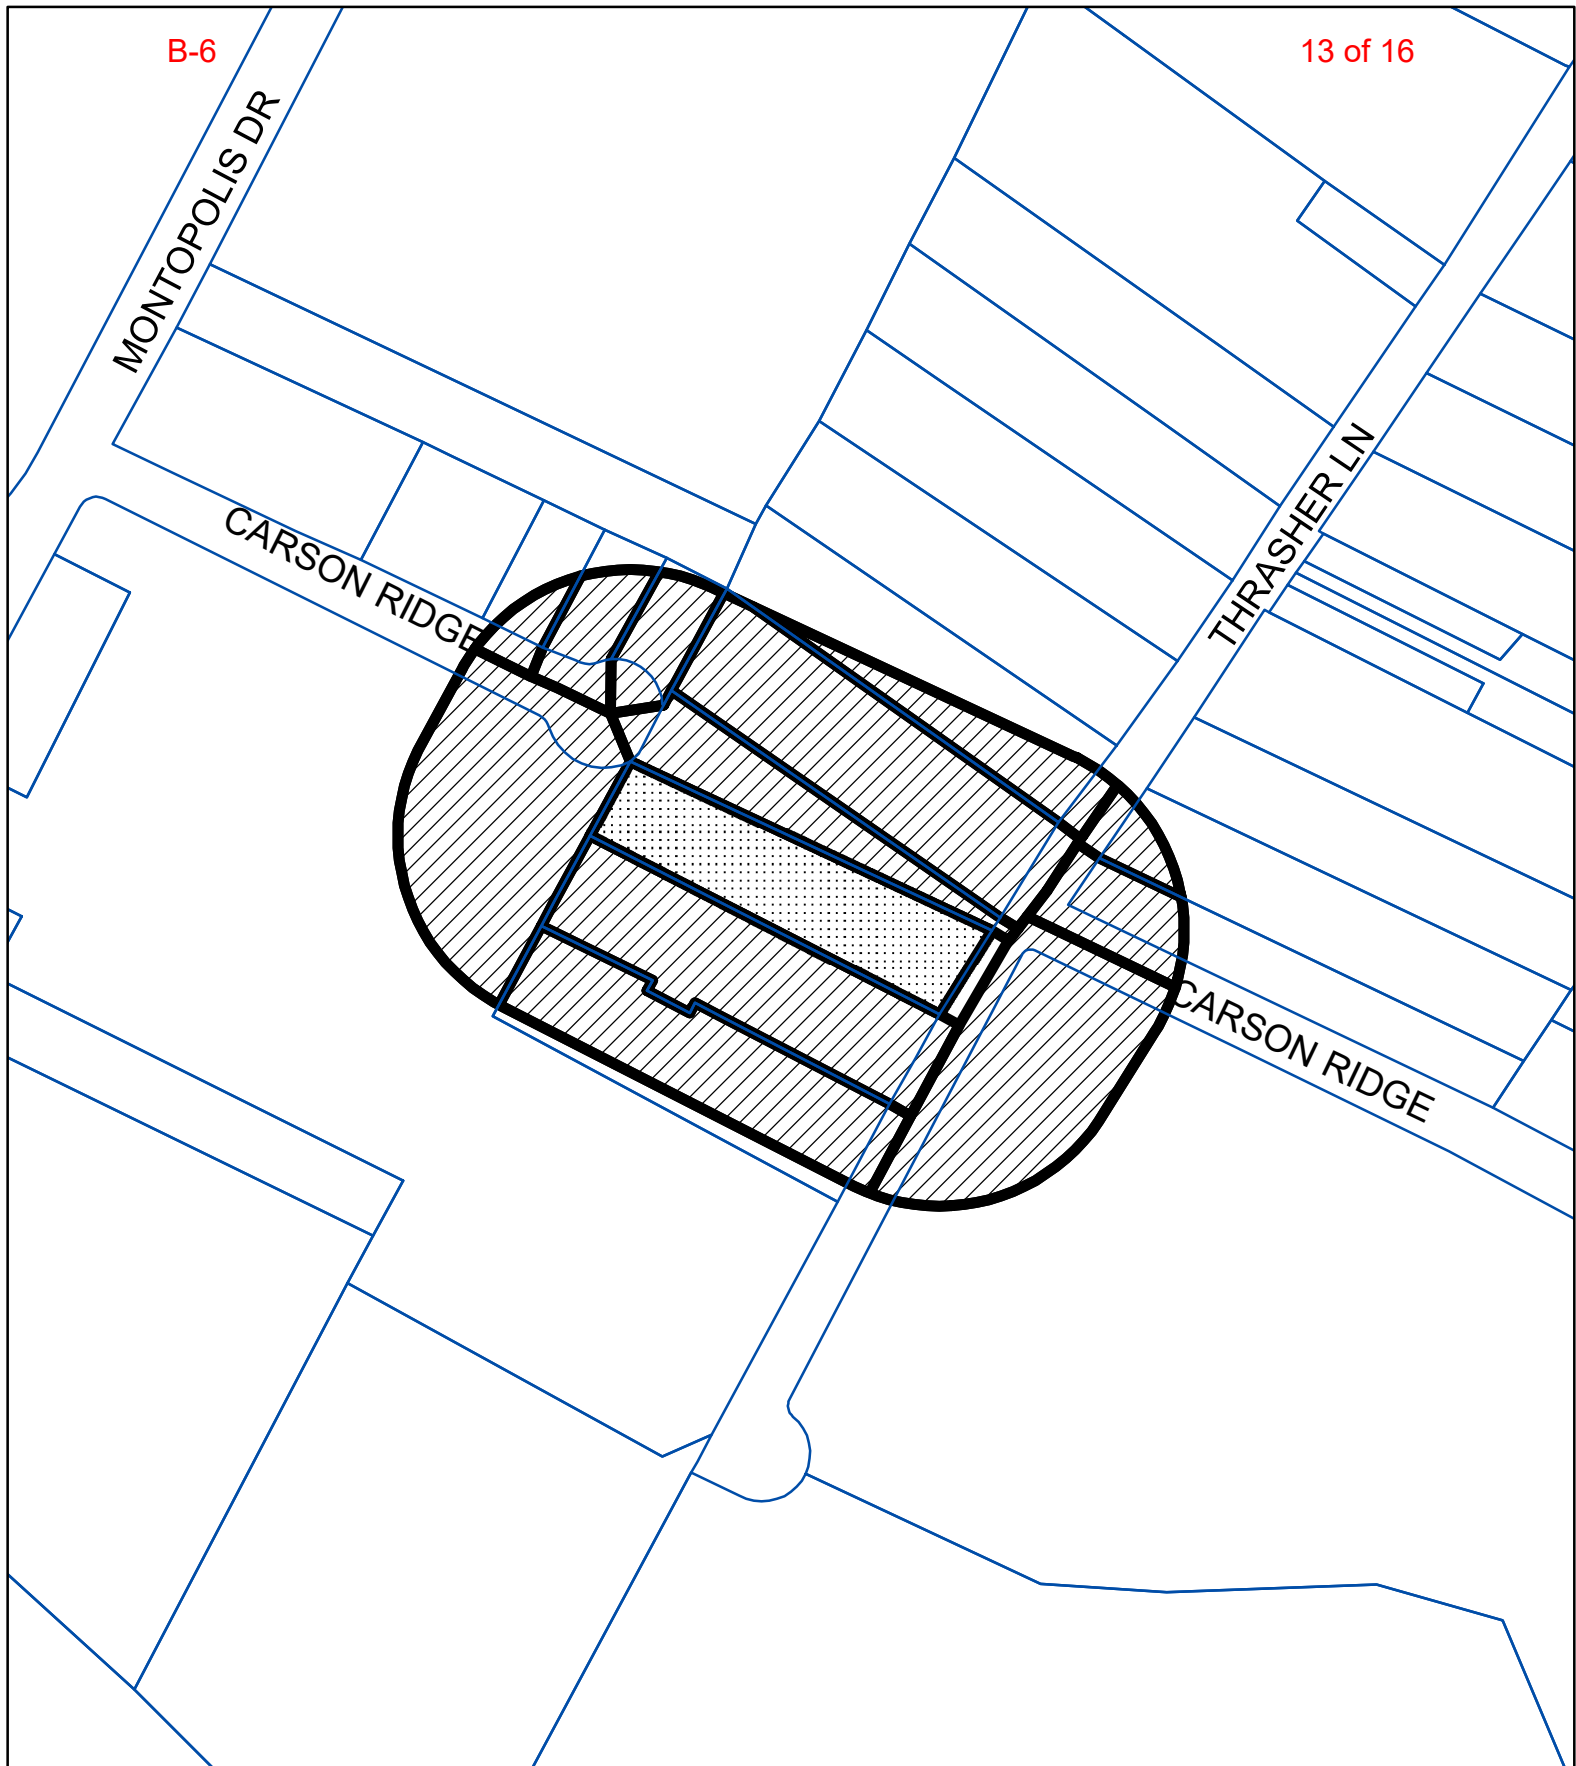 B-6
13 of 16
MONTOPOLIS DR
CARSON RIDGE
THRASHER LN
CARSON RIDGE